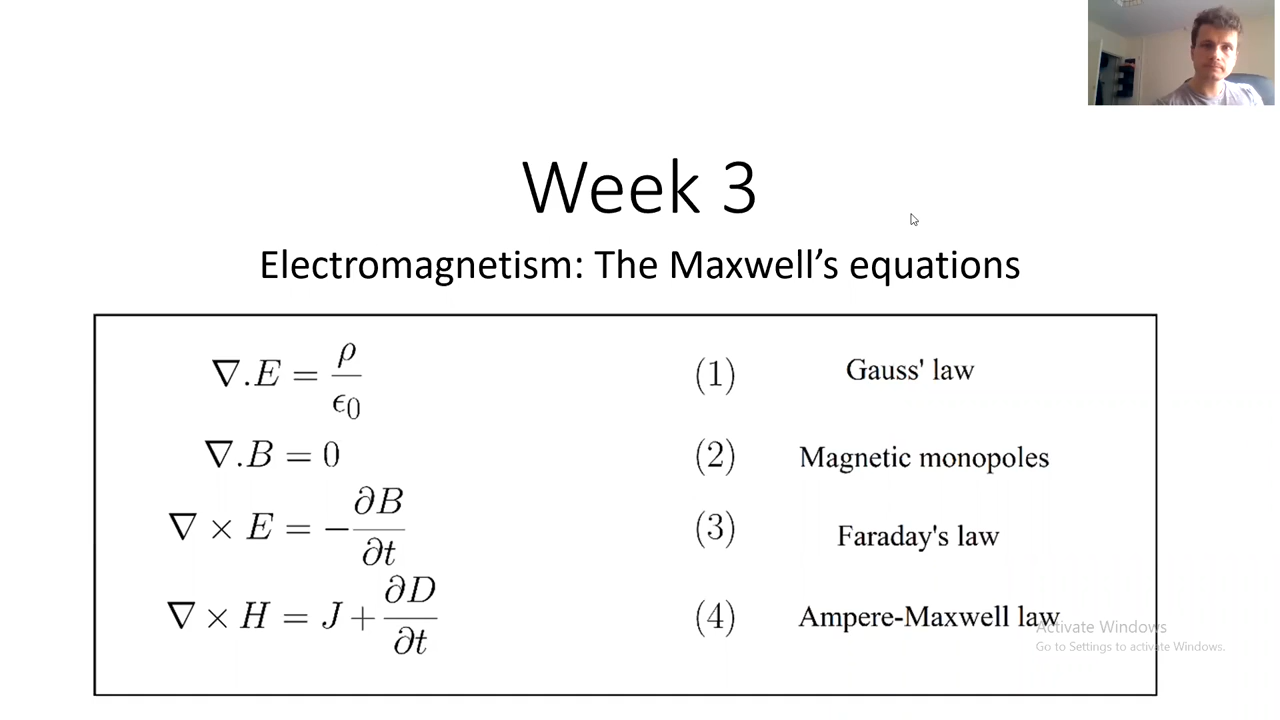 Week 3
Electromagnetism: The Maxwell’s equations
∇.E = ρ/ϵ₀ (1) Gauss' law
∇.B = 0 (2) Magnetic monopoles
∇ × E = −∂B/∂t (3) Faraday's law
∇ × H = J + ∂D/∂t (4) Ampere-Maxwell law
Activate Windows
Go to Settings to activate Windows.